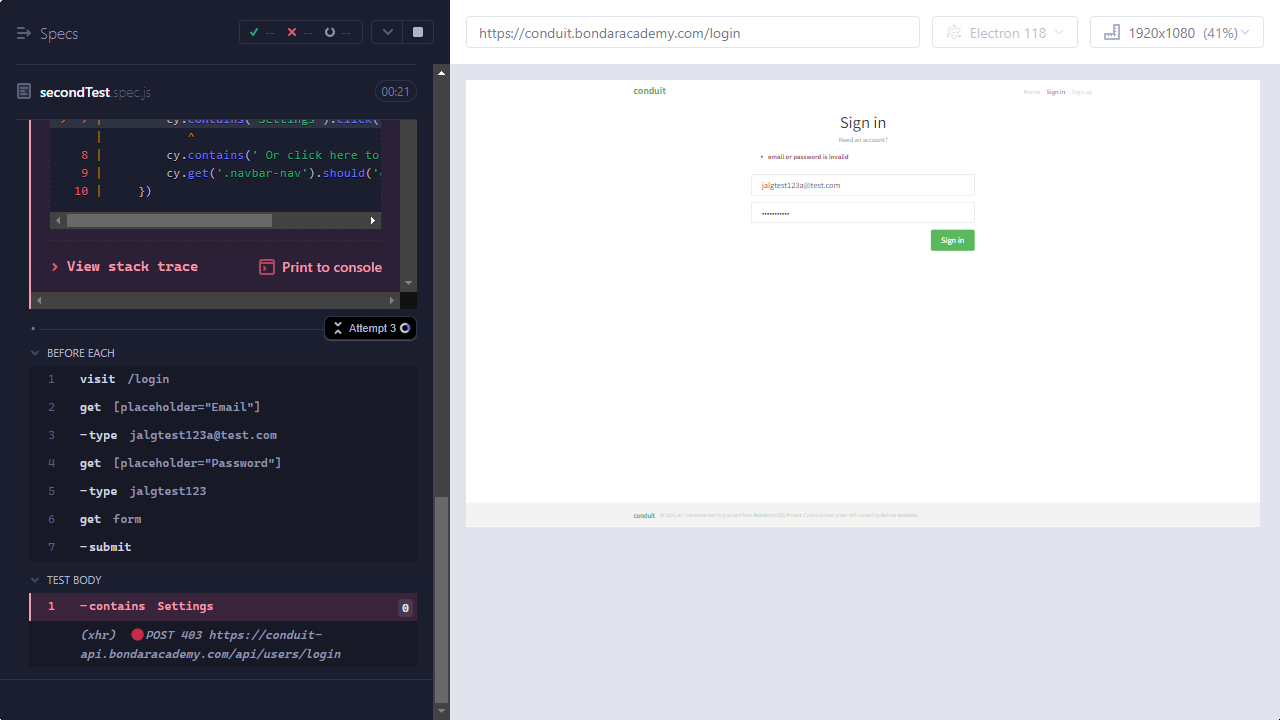 Specs
-- -- --
https://conduit.bondaracademy.com/login
Electron 118
1920x1080 (41%)
secondTest.spec.js
00:21
> 7 | cy.contains('Settings').click(
| ^
8 | cy.contains(' Or click here to
9 | cy.get('.navbar-nav').should('
10 | })
View stack trace
Print to console
Attempt 3
BEFORE EACH
1 visit /login
2 get [placeholder="Email"]
3 -type jalgtest123a@test.com
4 get [placeholder="Password"]
5 -type jalgtest123
6 get form
7 -submit
TEST BODY
1 -contains Settings 0
(xhr) POST 403 https://conduit-
api.bondaracademy.com/api/users/login
conduit
Home Sign in Sign up
Sign in
Need an account?
• email or password is invalid
jalgtest123a@test.com
•••••••••••
Sign in
conduit